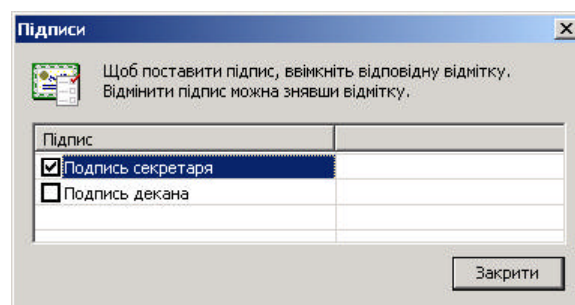 Підписи
Щоб поставити підпис, ввімкніть відповідну відмітку.
Відмінити підпис можна знявши відмітку.
Підпис
Подпись секретаря
Подпись декана
Закрити